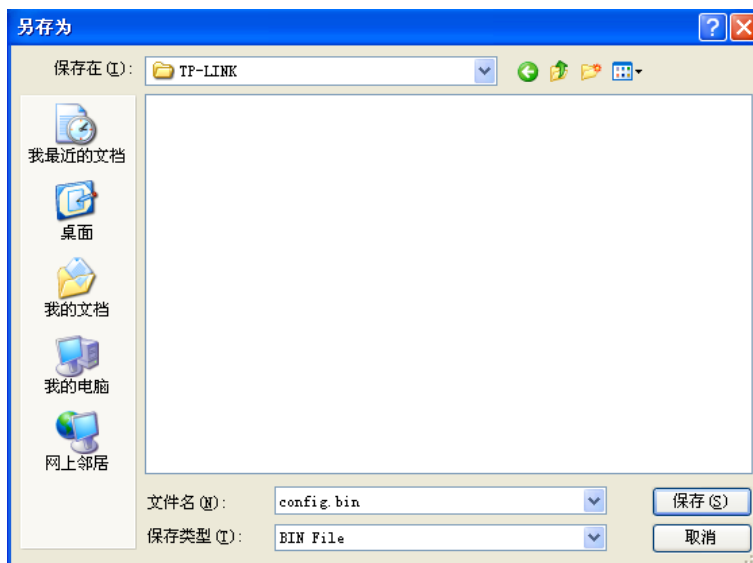 另存为
保存在(I): TP-LINK
我最近的文档
桌面
我的文档
我的电脑
网上邻居
文件名(N): config.bin 保存(S)
保存类型(T): BIN File 取消